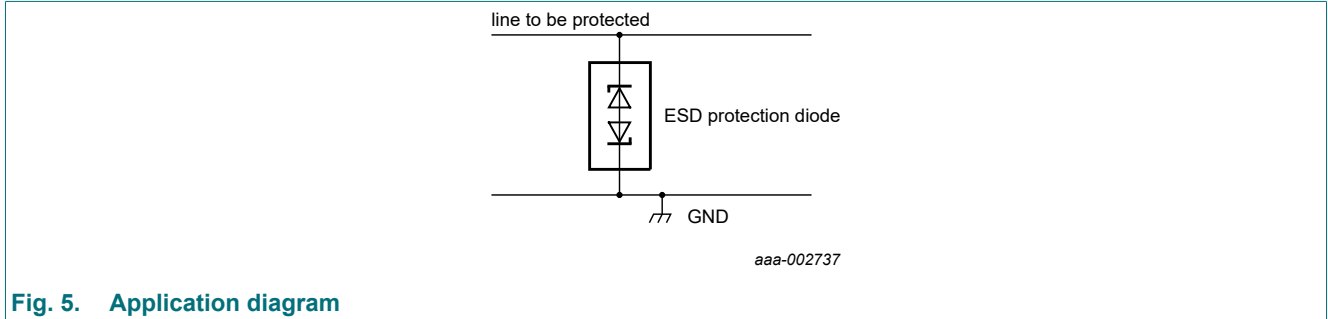 line to be protected
ESD protection diode
GND
aaa-002737
Fig. 5. Application diagram